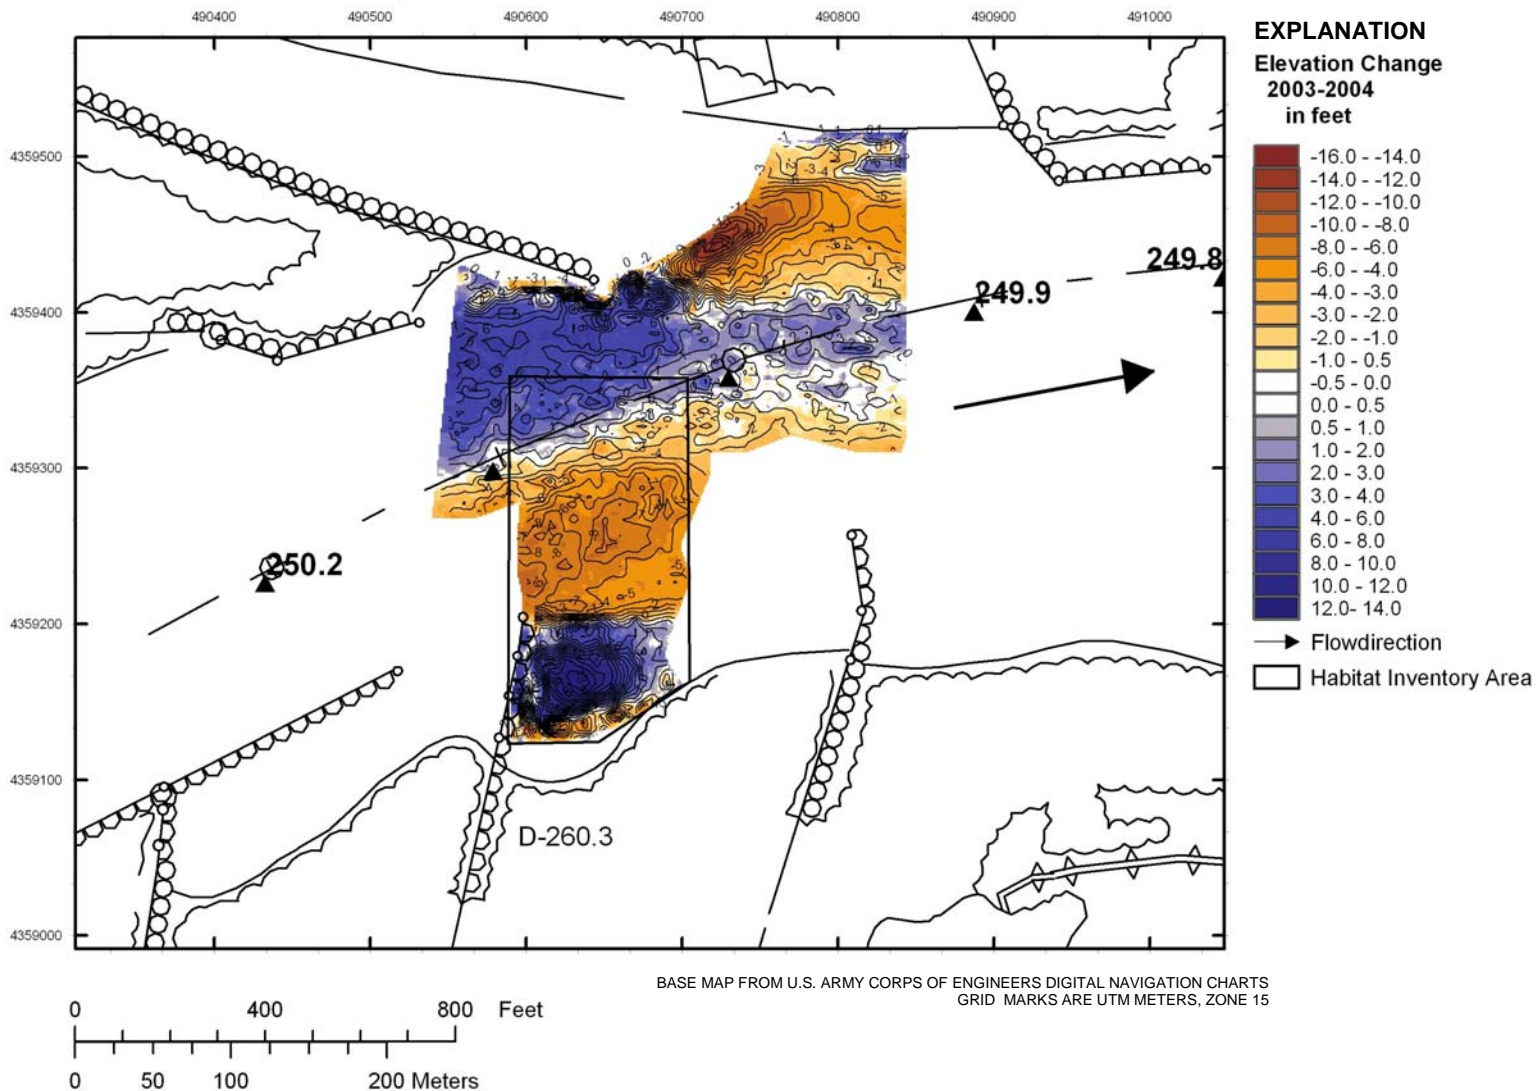 490400 490500 490600 490700 490800 490900 491000
4359500
4359400
4359300
4359200
4359100
4359000
249.8
249.9
250.2
D-260.3
EXPLANATION
Elevation Change
2003-2004
in feet
-16.0 - -14.0
-14.0 - -12.0
-12.0 - -10.0
-10.0 - -8.0
-8.0 - -6.0
-6.0 - -4.0
-4.0 - -3.0
-3.0 - -2.0
-2.0 - -1.0
-1.0 - 0.5
-0.5 - 0.0
0.0 - 0.5
0.5 - 1.0
1.0 - 2.0
2.0 - 3.0
3.0 - 4.0
4.0 - 6.0
6.0 - 8.0
8.0 - 10.0
10.0 - 12.0
12.0- 14.0
Flowdirection
Habitat Inventory Area
BASE MAP FROM U.S. ARMY CORPS OF ENGINEERS DIGITAL NAVIGATION CHARTS
GRID MARKS ARE UTM METERS, ZONE 15
0 400 800 Feet
0 50 100 200 Meters